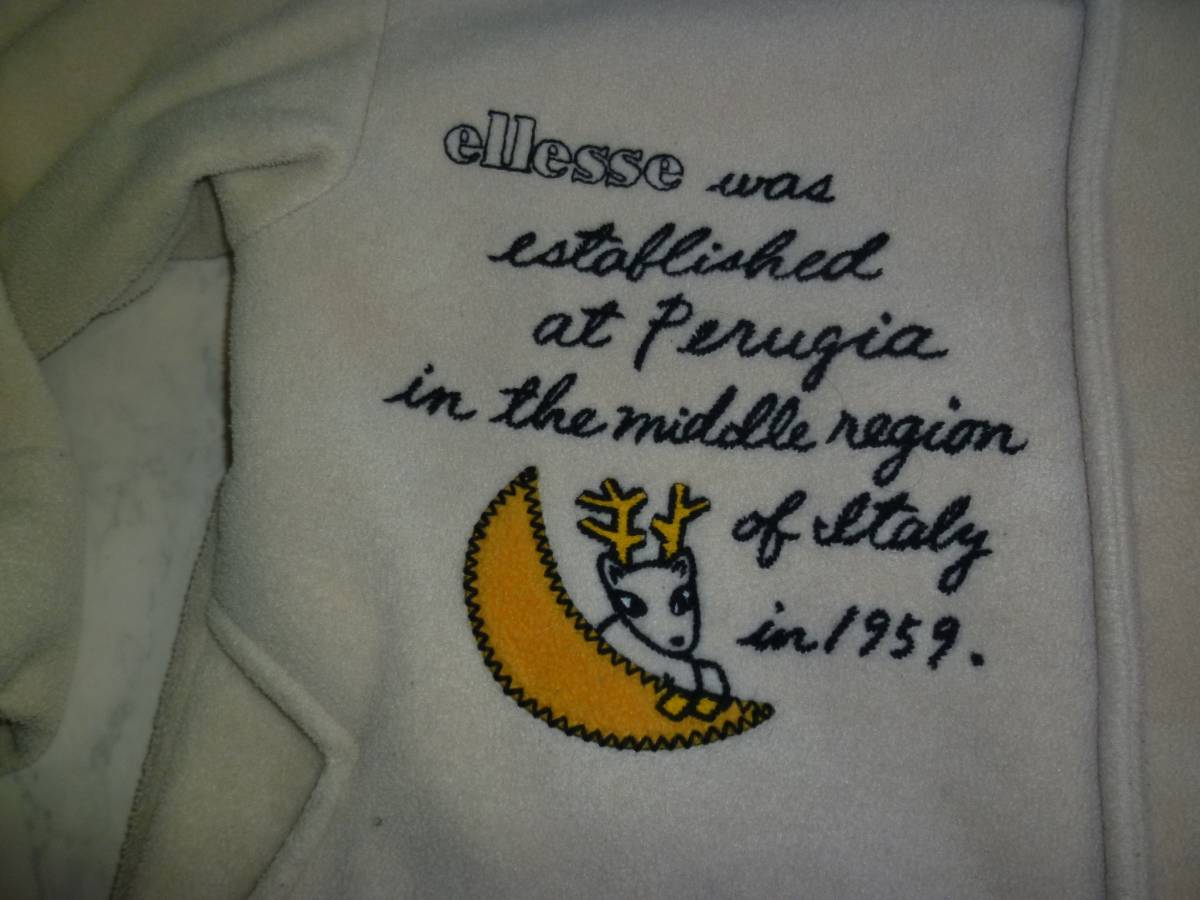 ellesse was
established
at Perugia
in the middle region
of Italy
in 1959.